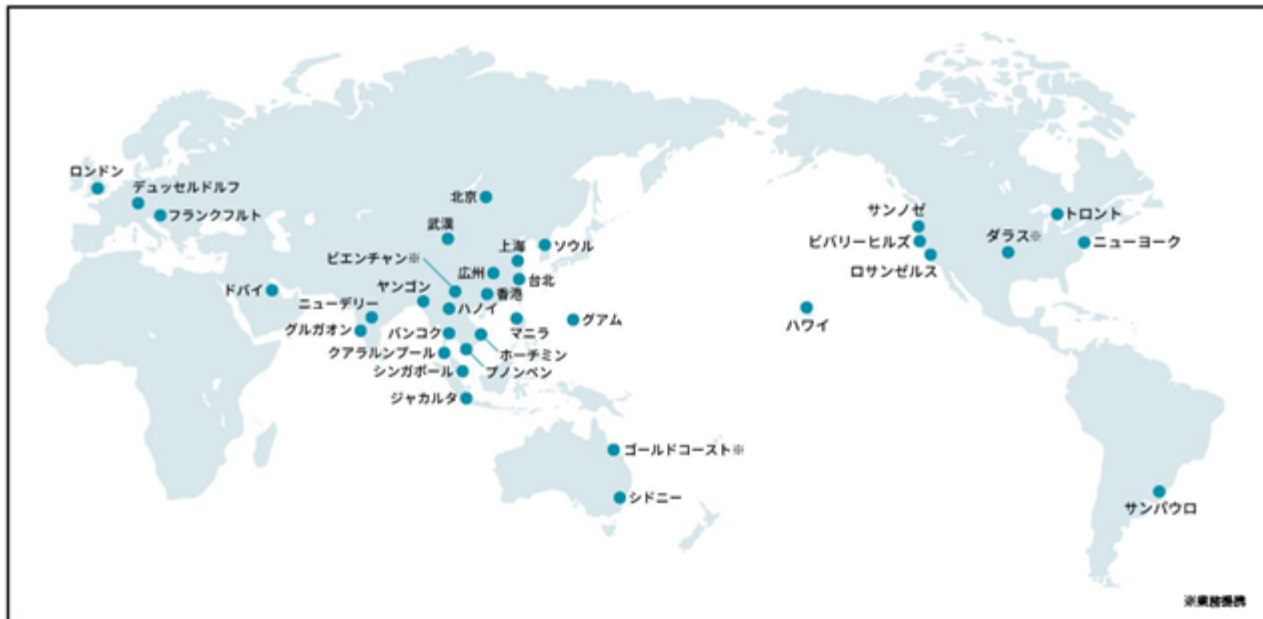 ロンドン
デュッセルドルフ
フランクフルト
北京
武漢
ソウル
上海
ビエンチャン※
広州
台北
ヤンゴン
香港
ドバイ
ニューデリー
ハノイ
グルガオン
バンコク
マニラ
グアム
クアラルンプール
ホーチミン
シンガポール
プノンペン
ジャカルタ
ゴールドコースト※
シドニー
ハワイ
サンノゼ
ビバリーヒルズ
ロサンゼルス
ダラス※
トロント
ニューヨーク
サンパウロ
※業務提携